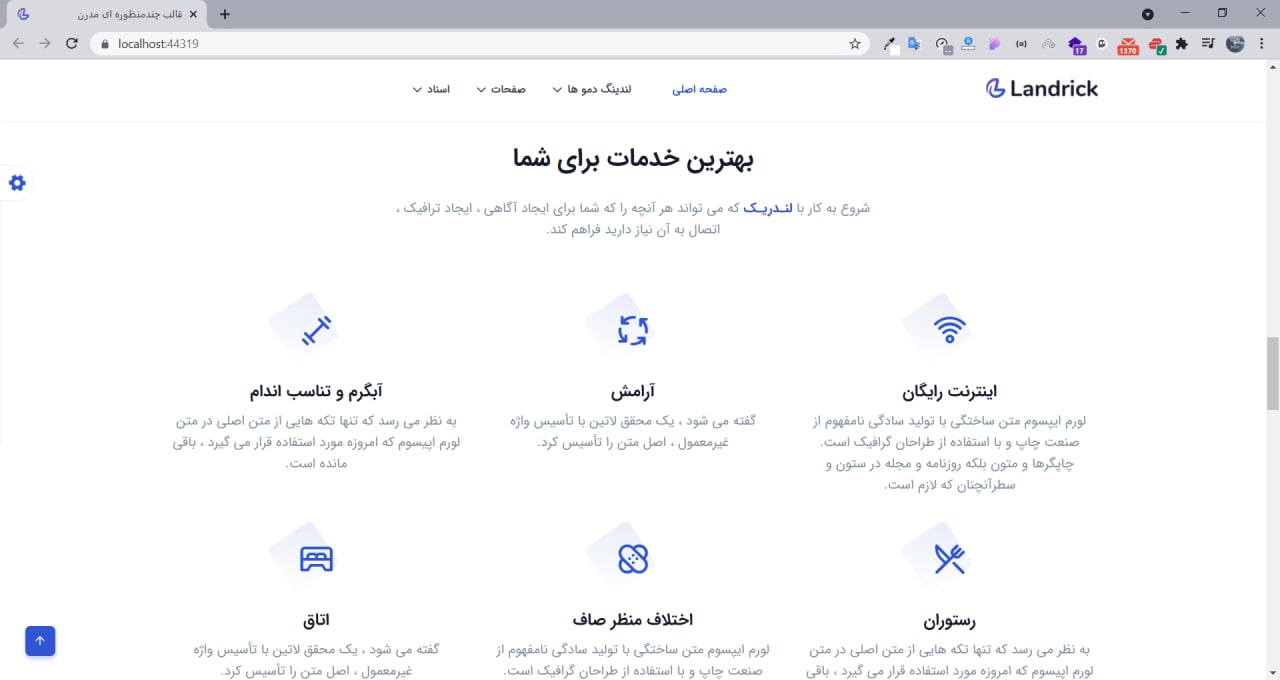 قالب چندمنظوره ای مدرن
localhost:44319
17
1370
Landrick
صفحه اصلی
لندینگ دمو ها
صفحات
اسناد
بهترین خدمات برای شما
شروع به کار با لنـدریـک که می تواند هر آنچه را که شما برای ایجاد آگاهی ، ایجاد ترافیک ،
اتصال به آن نیاز دارید فراهم کند.
اینترنت رایگان
لورم ایپسوم متن ساختگی با تولید سادگی نامفهوم از
صنعت چاپ و با استفاده از طراحان گرافیک است.
چاپگرها و متون بلکه روزنامه و مجله در ستون و
سطرآنچنان که لازم است.
آرامش
گفته می شود ، یک محقق لاتین با تأسیس واژه
غیرمعمول ، اصل متن را تأسیس کرد.
آبگرم و تناسب اندام
به نظر می رسد که تنها تکه هایی از متن اصلی در متن
لورم اپیسوم که امروزه مورد استفاده قرار می گیرد ، باقی
مانده است.
رستوران
به نظر می رسد که تنها تکه هایی از متن اصلی در متن
لورم اپیسوم که امروزه مورد استفاده قرار می گیرد ، باقی
اختلاف منظر صاف
لورم ایپسوم متن ساختگی با تولید سادگی نامفهوم از
صنعت چاپ و با استفاده از طراحان گرافیک است.
اتاق
گفته می شود ، یک محقق لاتین با تأسیس واژه
غیرمعمول ، اصل متن را تأسیس کرد.